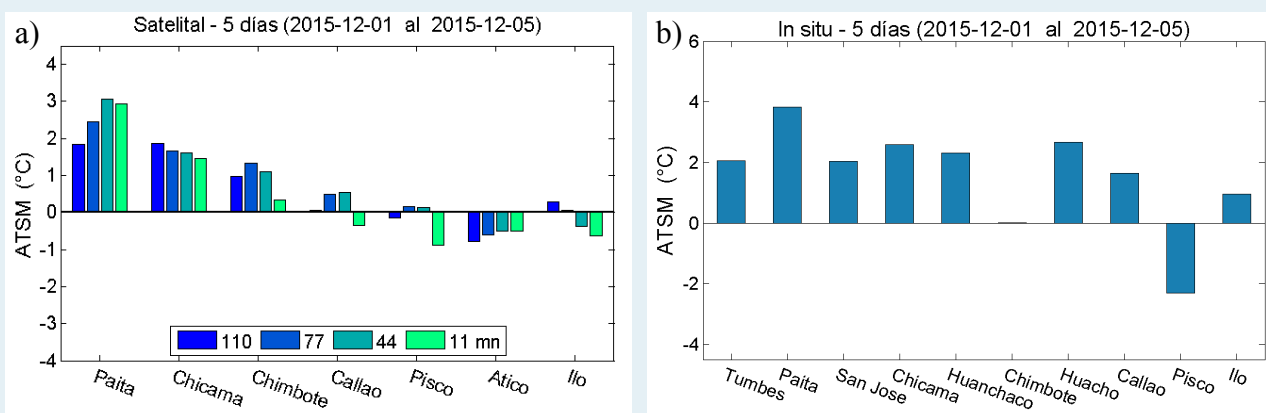 a)
Satelital - 5 días (2015-12-01 al 2015-12-05)
ATSM (°C)
4
3
2
1
0
-1
-2
-3
-4
110 77 44 11 mn
Paita Chicama Chimbote Callao Pisco Atico Ilo
b)
In situ - 5 días (2015-12-01 al 2015-12-05)
ATSM (°C)
6
4
2
0
-2
-4
Tumbes Paita San Jose Chicama Huanchaco Chimbote Huacho Callao Pisco Ilo